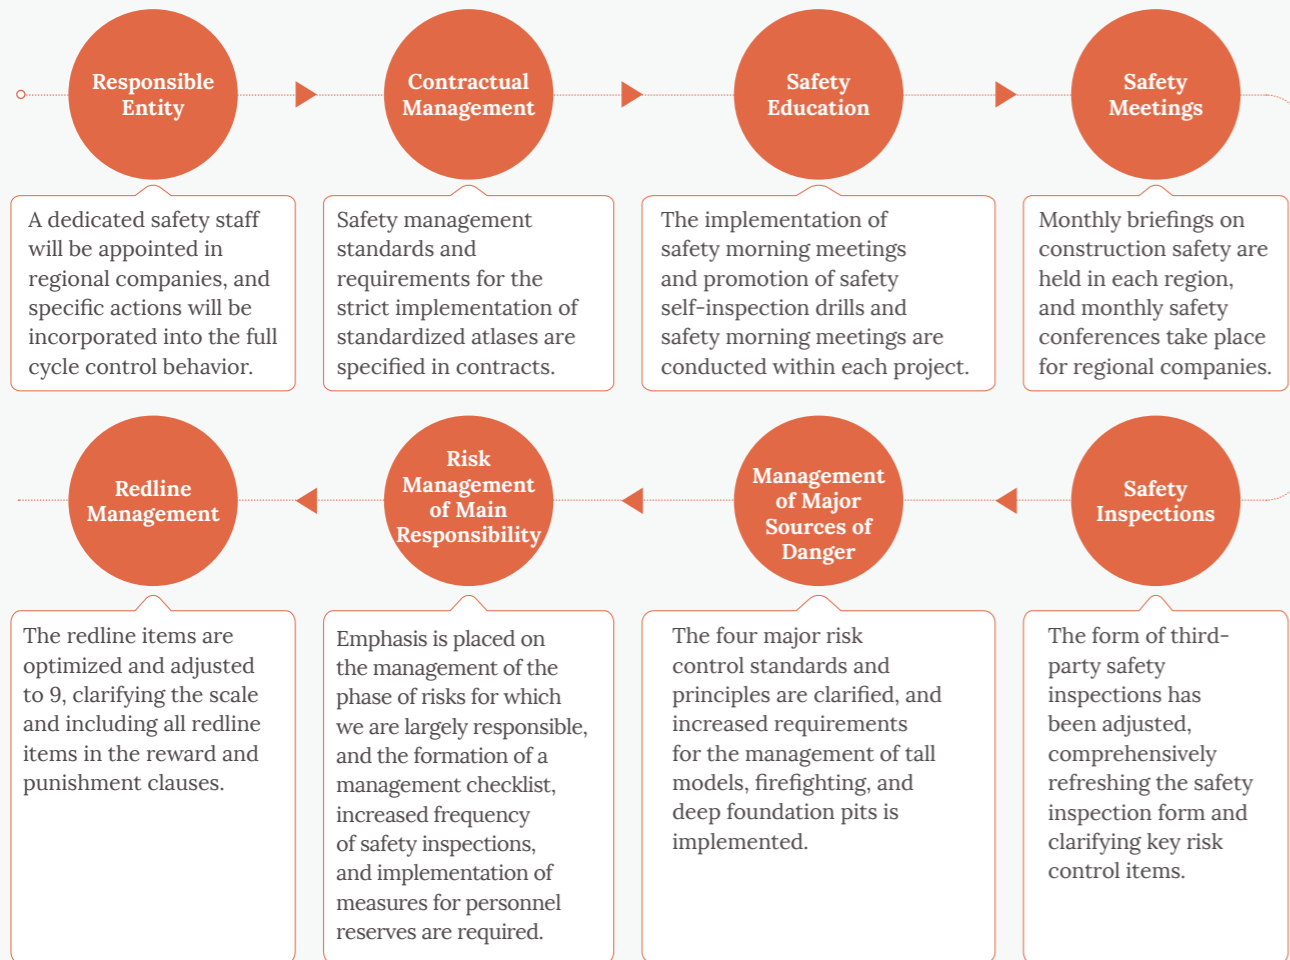 Responsible
Entity
Contractual
Management
Safety
Education
Safety
Meetings
A dedicated safety staff
will be appointed in
regional companies, and
specific actions will be
incorporated into the full
cycle control behavior.
Safety management
standards and
requirements for the
strict implementation of
standardized atlases are
specified in contracts.
The implementation of
safety morning meetings
and promotion of safety
self-inspection drills and
safety morning meetings are
conducted within each project.
Monthly briefings on
construction safety are
held in each region,
and monthly safety
conferences take place
for regional companies.
Safety
Inspections
Management
of Major
Sources of
Danger
Risk
Management
of Main
Responsibility
Redline
Management
The form of third-
party safety
inspections has
been adjusted,
comprehensively
refreshing the safety
inspection form and
clarifying key risk
control items.
The four major risk
control standards and
principles are clarified, and
increased requirements
for the management of tall
models, firefighting, and
deep foundation pits is
implemented.
Emphasis is placed on
the management of the
phase of risks for which
we are largely responsible,
and the formation of a
management checklist,
increased frequency
of safety inspections,
and implementation of
measures for personnel
reserves are required.
The redline items are
optimized and adjusted
to 9, clarifying the scale
and including all redline
items in the reward and
punishment clauses.